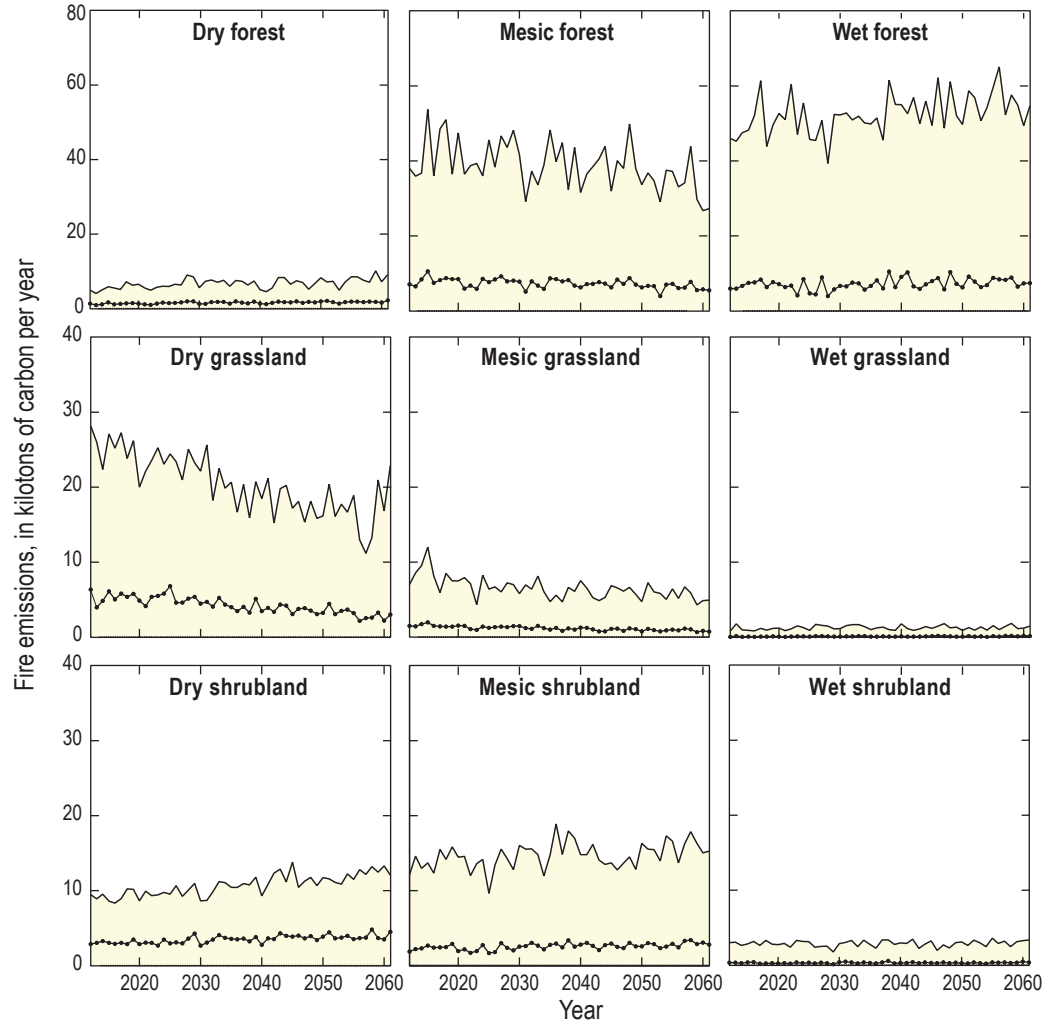 Fire emissions, in kilotons of carbon per year
Dry forest
Mesic forest
Wet forest
80
60
40
20
0
Dry grassland
Mesic grassland
Wet grassland
40
30
20
10
0
Dry shrubland
Mesic shrubland
Wet shrubland
40
30
20
10
0
2020 2030 2040 2050 2060 2020 2030 2040 2050 2060 2020 2030 2040 2050 2060
Year